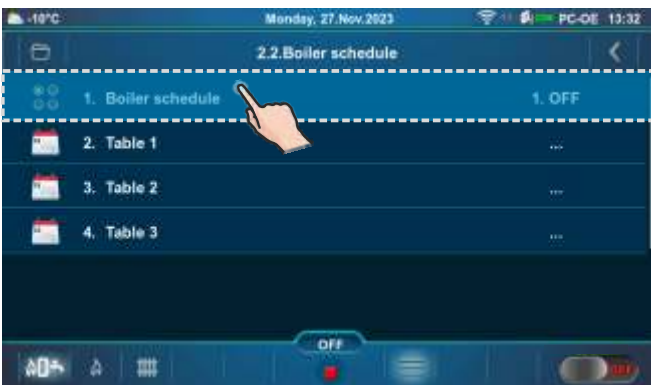 -10°C Monday, 27.Nov.2023 PC-OE 13:32
2.2.Boiler schedule
1. Boiler schedule 1. OFF
2. Table 1 ...
3. Table 2 ...
4. Table 3 ...
OFF
OFF